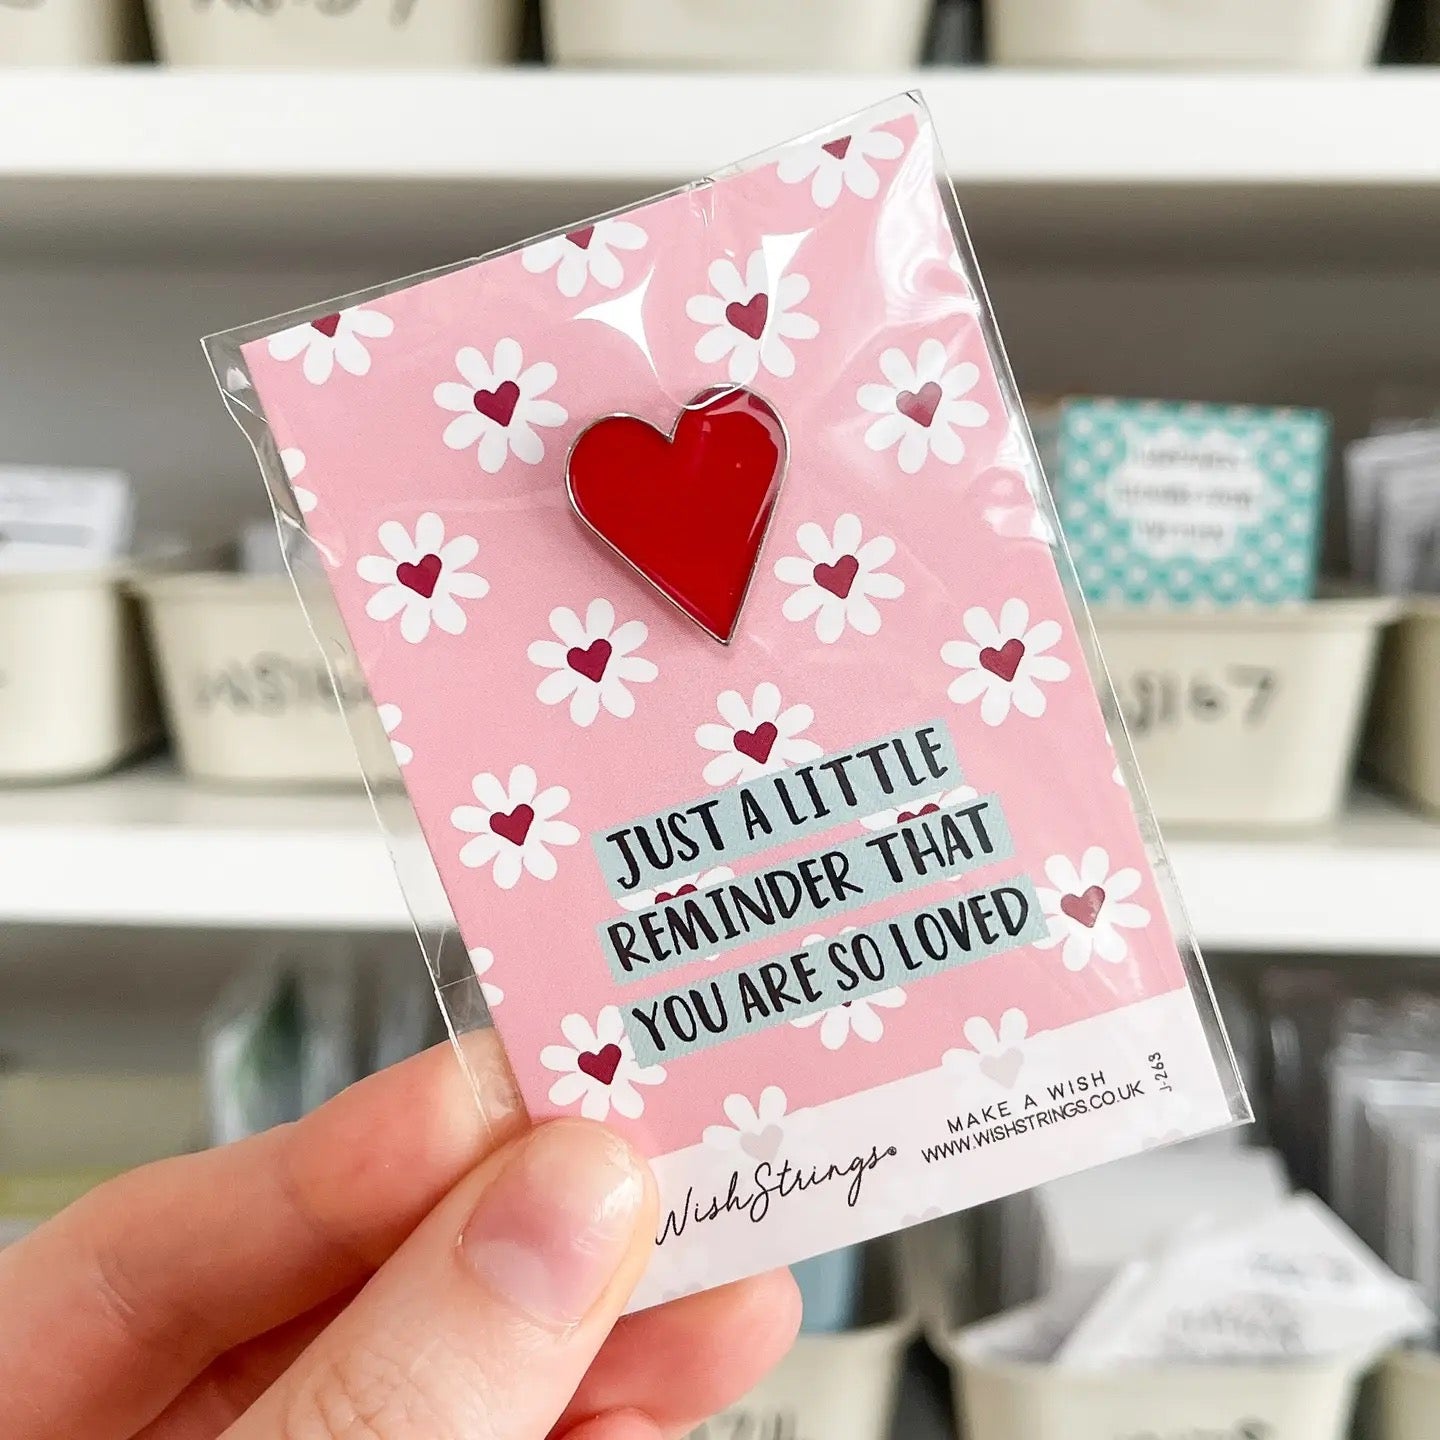 JUST A LITTLE
REMINDER THAT
YOU ARE SO LOVED
WishStrings®
MAKE A WISH
WWW.WISHSTRINGS.CO.UK
J-263